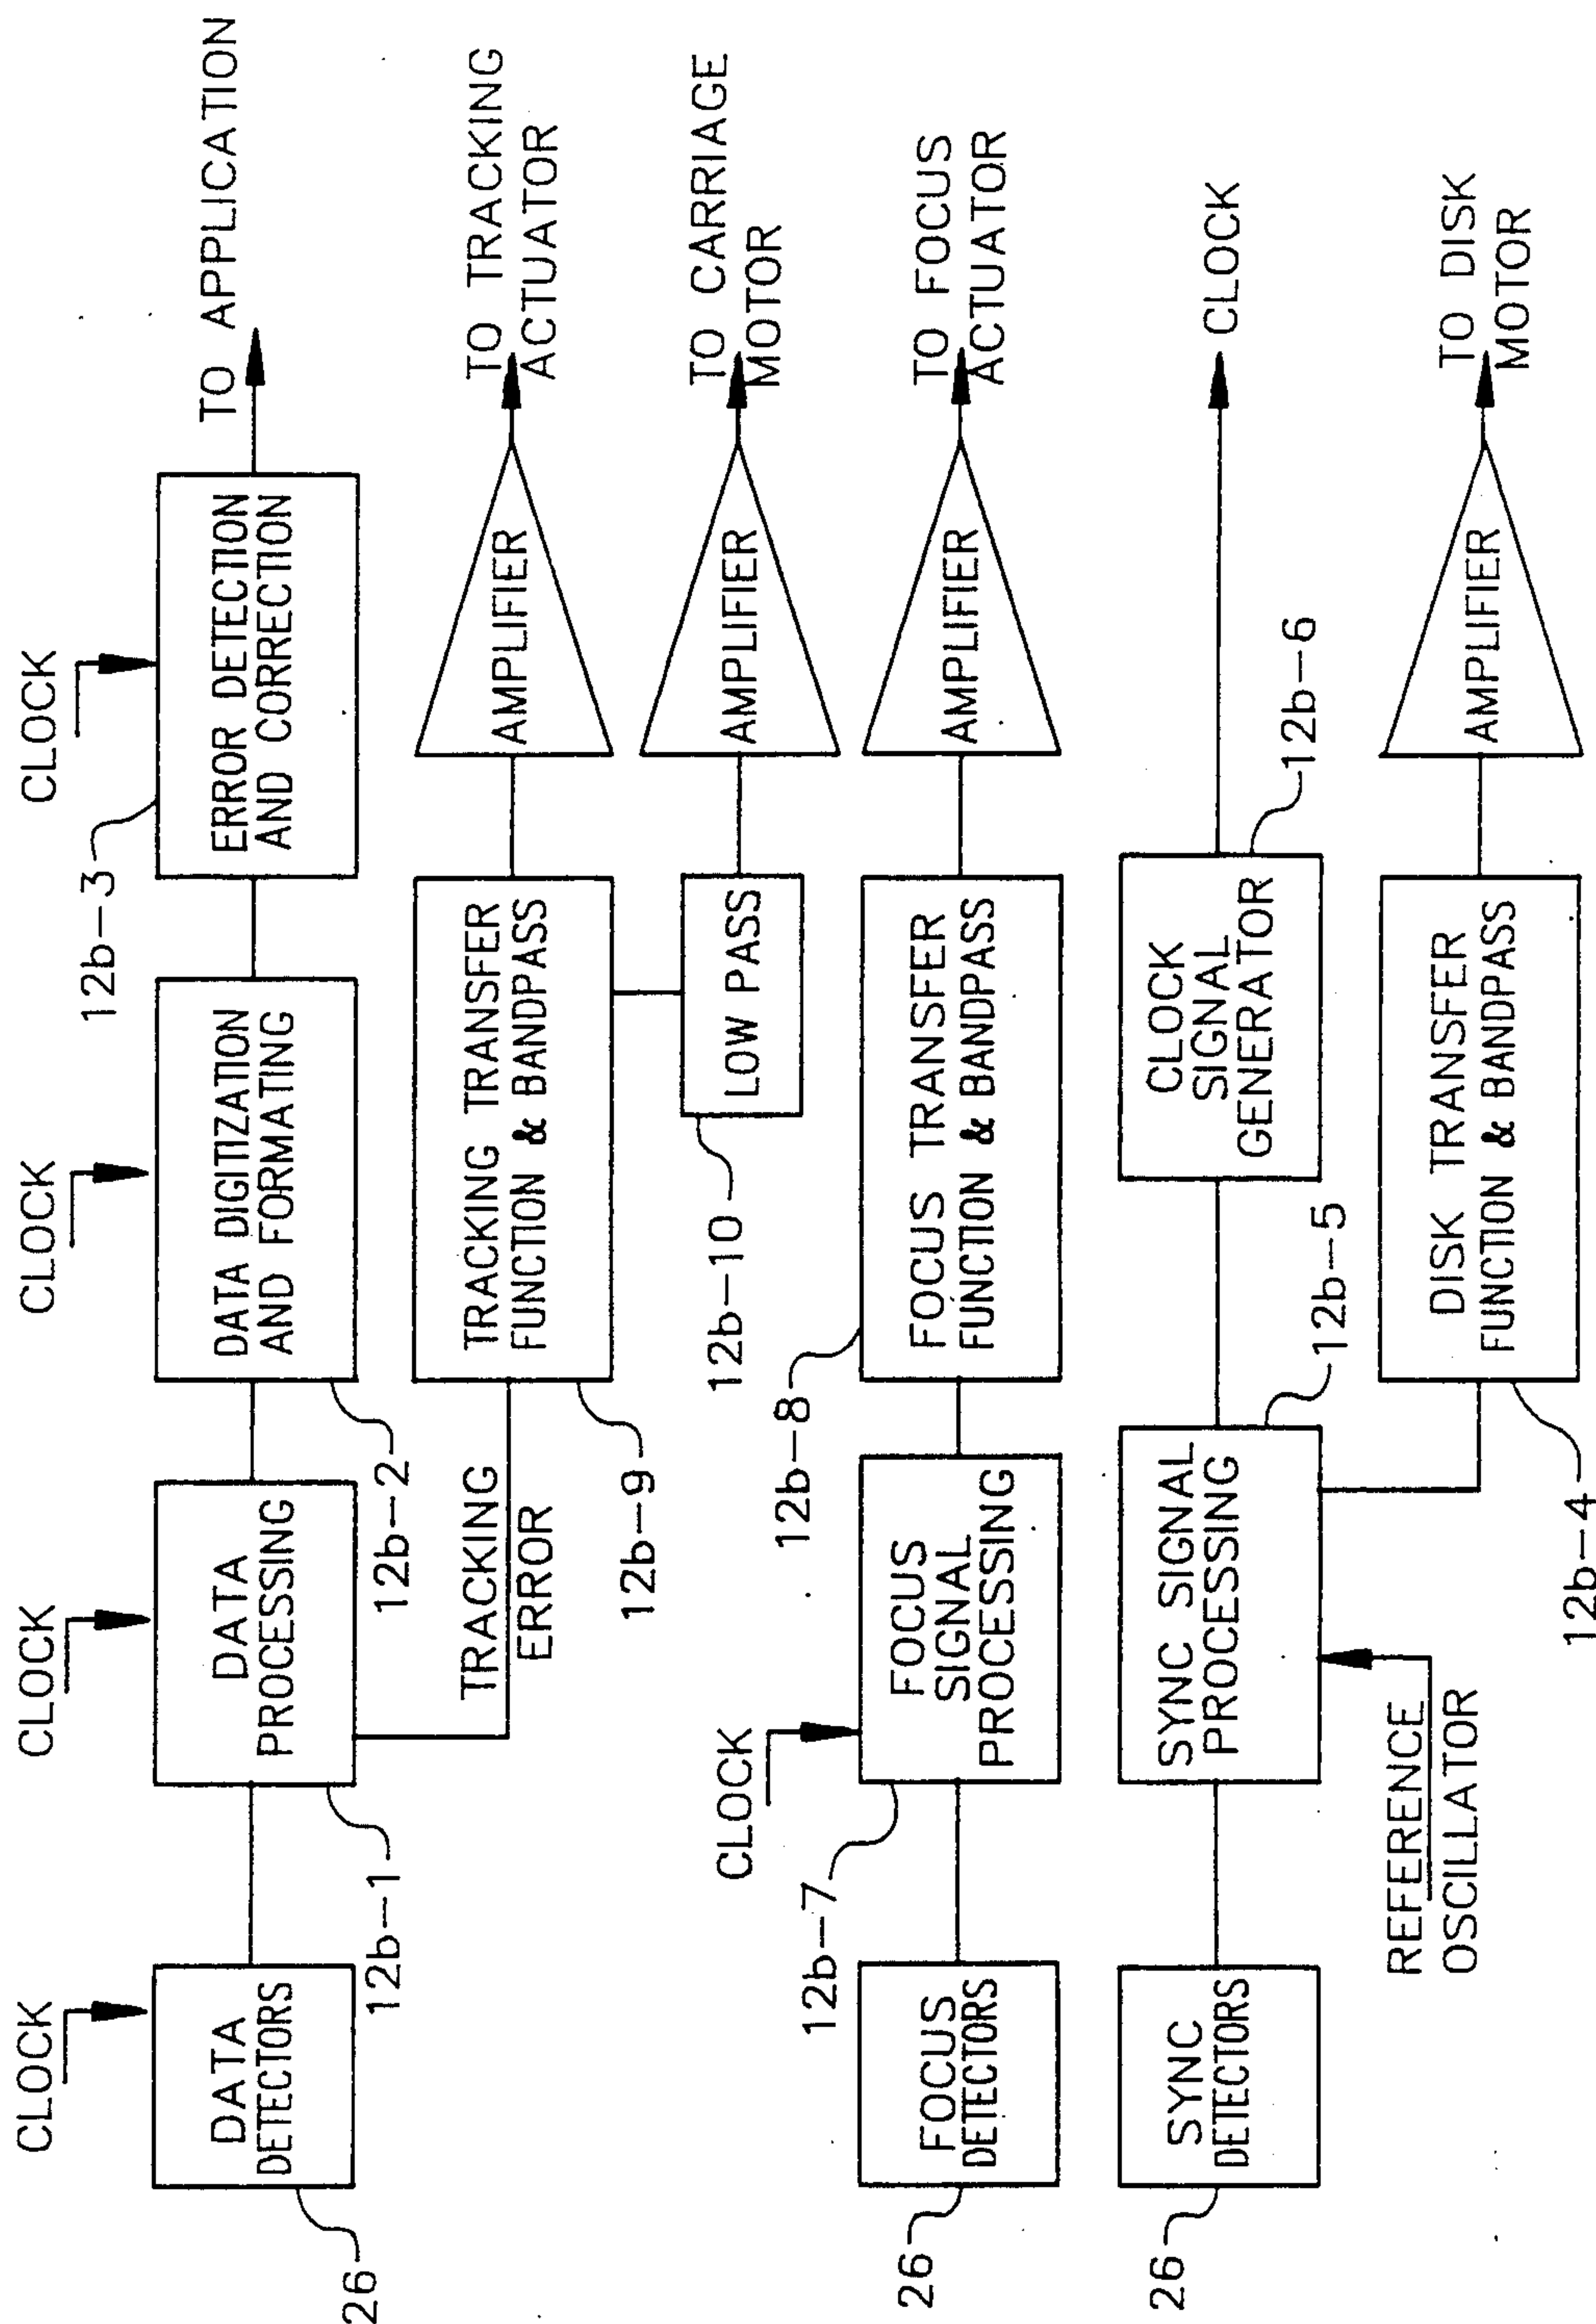 CLOCK
CLOCK
CLOCK
CLOCK
DATA
DETECTORS
26
DATA
PROCESSING
12b-1
DATA DIGITIZATION
AND FORMATING
12b-2
12b-3
ERROR DETECTION
AND CORRECTION
TO APPLICATION
TRACKING
ERROR
TRACKING TRANSFER
FUNCTION & BANDPASS
12b-9
AMPLIFIER
TO TRACKING
ACTUATOR
LOW PASS
12b-10
AMPLIFIER
TO CARRIAGE
MOTOR
CLOCK
FOCUS
DETECTORS
26
12b-7
FOCUS
SIGNAL
PROCESSING
12b-8
FOCUS TRANSFER
FUNCTION & BANDPASS
AMPLIFIER
TO FOCUS
ACTUATOR
SYNC
DETECTORS
26
SYNC SIGNAL
PROCESSING
12b-5
CLOCK
SIGNAL
GENERATOR
12b-6
CLOCK
REFERENCE
OSCILLATOR
DISK TRANSFER
FUNCTION & BANDPASS
12b-4
AMPLIFIER
TO DISK
MOTOR